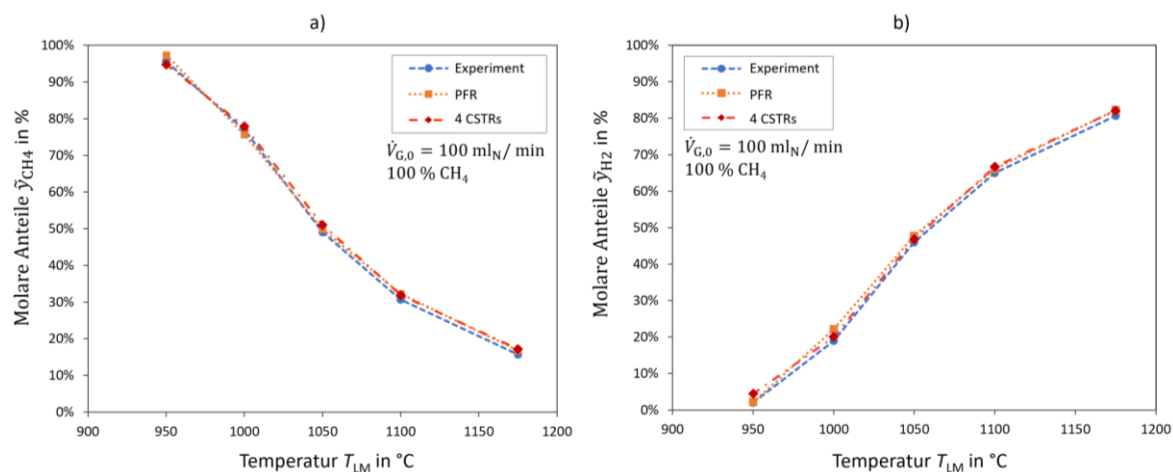 a)
100%
90%
80%
70%
60%
50%
40%
30%
20%
10%
0%
Molare Anteile ỹCH4 in %
Experiment
PFR
4 CSTRs
V̇G,0 = 100 mlN/ min
100 % CH4
900 950 1000 1050 1100 1150 1200
Temperatur TLM in °C
b)
100%
90%
80%
70%
60%
50%
40%
30%
20%
10%
0%
Molare Anteile ỹH2 in %
Experiment
PFR
4 CSTRs
V̇G,0 = 100 mlN/ min
100 % CH4
900 950 1000 1050 1100 1150 1200
Temperatur TLM in °C